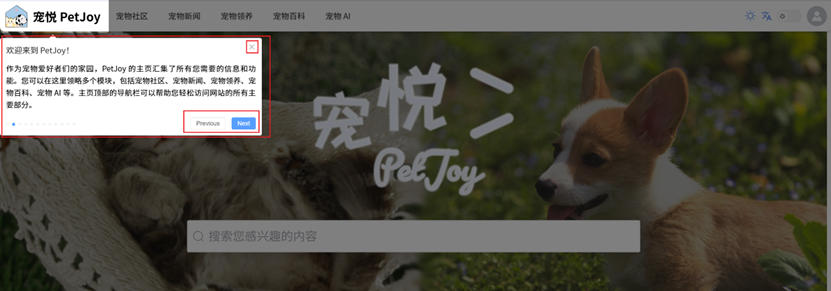 宠悦 PetJoy
宠物社区 宠物新闻 宠物领养 宠物百科 宠物 AI
欢迎来到 PetJoy!
作为宠物爱好者们的家园，PetJoy 的主页汇集了所有您需要的信息和功
能。您可以在这里领略多个模块，包括宠物社区、宠物新闻、宠物领养、宠
物百科、宠物 AI 等。主页顶部的导航栏可以帮助您轻松访问网站的所有主
要部分。
Previous Next
宠悦
PetJoy
搜索您感兴趣的内容